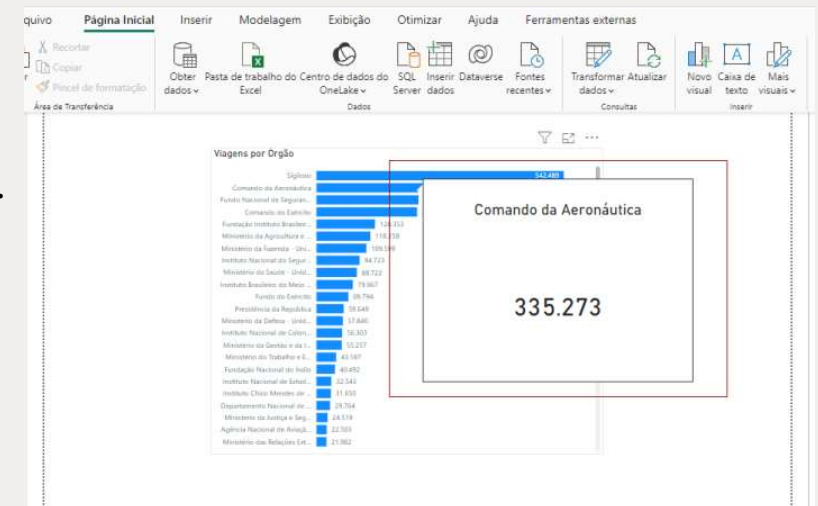 quivo Página Inicial Inserir Modelagem Exibição Otimizar Ajuda Ferramentas externas
Recortar
Copiar
Pincel de formatação
Área de Transferência
Obter dados
Pasta de trabalho do Excel
Centro de dados do OneLake
SQL Server
Inserir dados
Dataverse
Fontes recentes
Dados
Transformar dados
Atualizar
Consultas
Novo visual
Caixa de texto
Mais visuais
Inserir
Viagens por Órgão
Sigiloso 542.489
Comando da Aeronáutica
Fundo Nacional de Seguran...
Comando do Exército
Fundação Instituto Brasileir... 128.353
Ministério da Agricultura e ... 118.258
Ministério da Fazenda - Uni... 109.599
Instituto Nacional do Segur... 94.723
Ministério da Saúde - Unid... 88.722
Instituto Brasileiro do Meio ... 79.967
Fundo do Exército 69.794
Presidência da República 59.649
Ministério da Defesa - Unid... 57.846
Instituto Nacional de Colon... 56.303
Ministério da Gestão e da I... 55.257
Ministério do Trabalho e E... 43.587
Fundação Nacional do Índio 40.492
Instituto Nacional de Estud... 32.543
Instituto Chico Mendes de ... 31.650
Departamento Nacional de ... 29.764
Ministério da Justiça e Seg... 24.519
Agência Nacional de Aviaçã... 22.503
Ministério das Relações Ext... 21.982
Comando da Aeronáutica
335.273